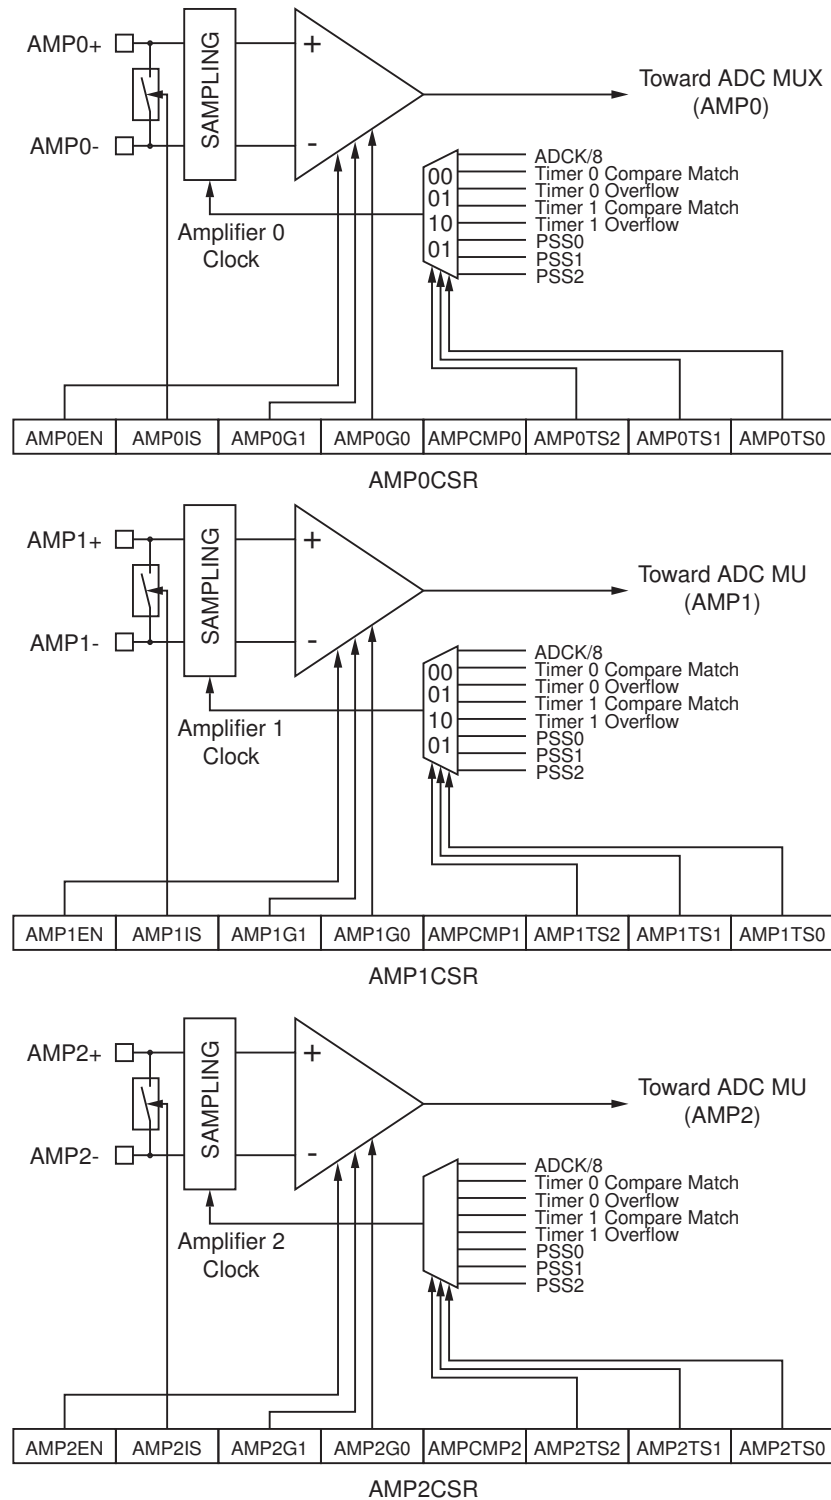 AMP0+
AMP0-
SAMPLING
+
-
Toward ADC MUX
(AMP0)
Amplifier 0
Clock
00
01
10
01
ADCK/8
Timer 0 Compare Match
Timer 0 Overflow
Timer 1 Compare Match
Timer 1 Overflow
PSS0
PSS1
PSS2
AMP0EN AMP0IS AMP0G1 AMP0G0 AMPCMP0 AMP0TS2 AMP0TS1 AMP0TS0
AMP0CSR
AMP1+
AMP1-
SAMPLING
+
-
Toward ADC MU
(AMP1)
Amplifier 1
Clock
00
01
10
01
ADCK/8
Timer 0 Compare Match
Timer 0 Overflow
Timer 1 Compare Match
Timer 1 Overflow
PSS0
PSS1
PSS2
AMP1EN AMP1IS AMP1G1 AMP1G0 AMPCMP1 AMP1TS2 AMP1TS1 AMP1TS0
AMP1CSR
AMP2+
AMP2-
SAMPLING
+
-
Toward ADC MU
(AMP2)
Amplifier 2
Clock
ADCK/8
Timer 0 Compare Match
Timer 0 Overflow
Timer 1 Compare Match
Timer 1 Overflow
PSS0
PSS1
PSS2
AMP2EN AMP2IS AMP2G1 AMP2G0 AMPCMP2 AMP2TS2 AMP2TS1 AMP2TS0
AMP2CSR